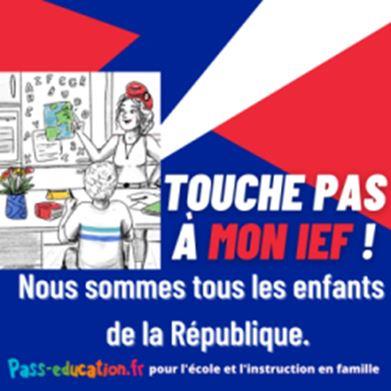 TOUCHE PAS
À MON IEF !
Nous sommes tous les enfants
de la République.
Pass-education.fr pour l'école et l'instruction en famille